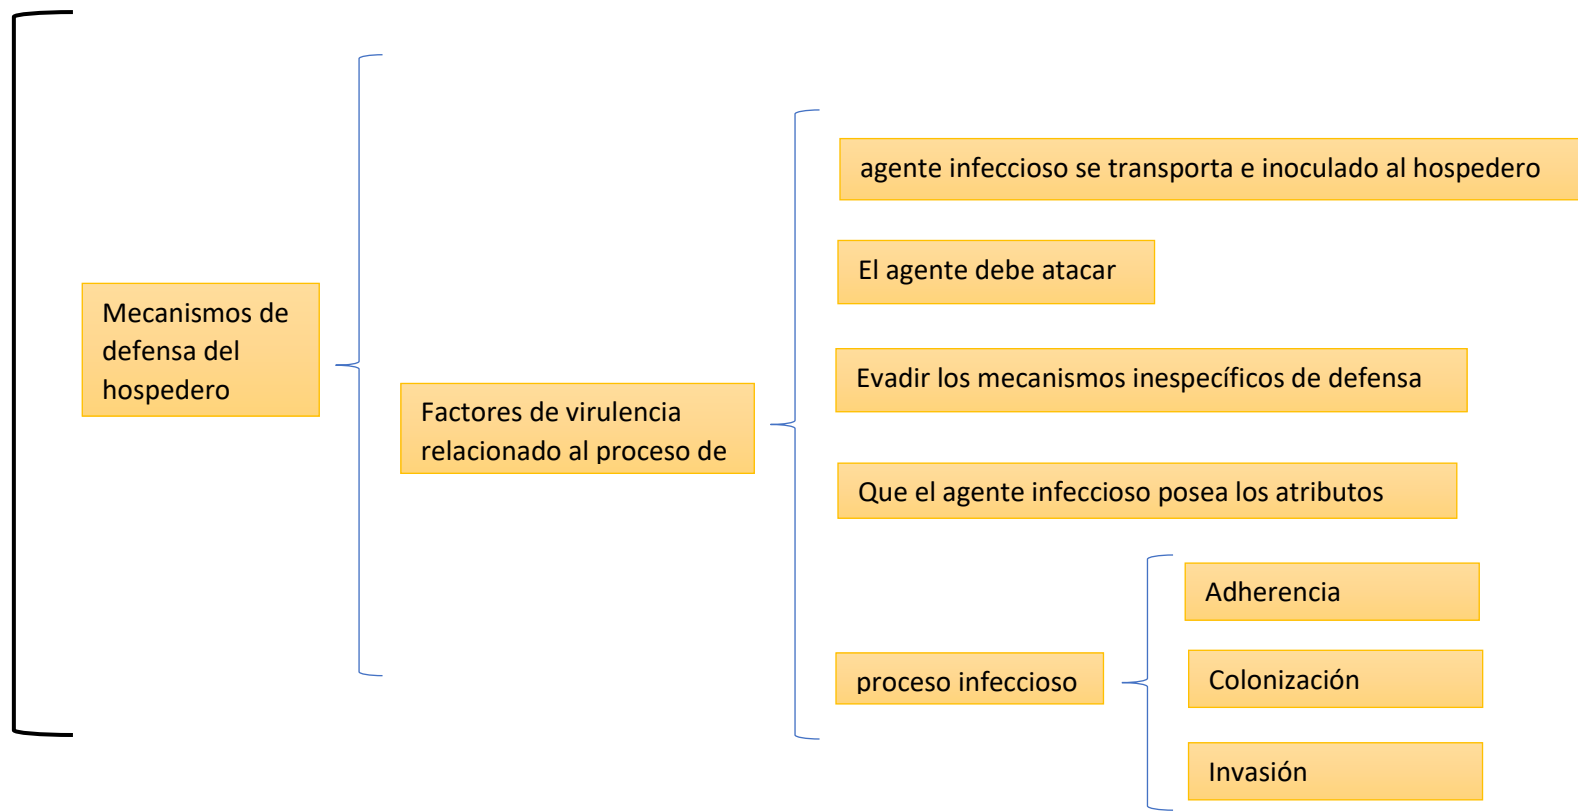 Mecanismos de
defensa del
hospedero
Factores de virulencia
relacionado al proceso de
agente infeccioso se transporta e inoculado al hospedero
El agente debe atacar
Evadir los mecanismos inespecíficos de defensa
Que el agente infeccioso posea los atributos
proceso infeccioso
Adherencia
Colonización
Invasión